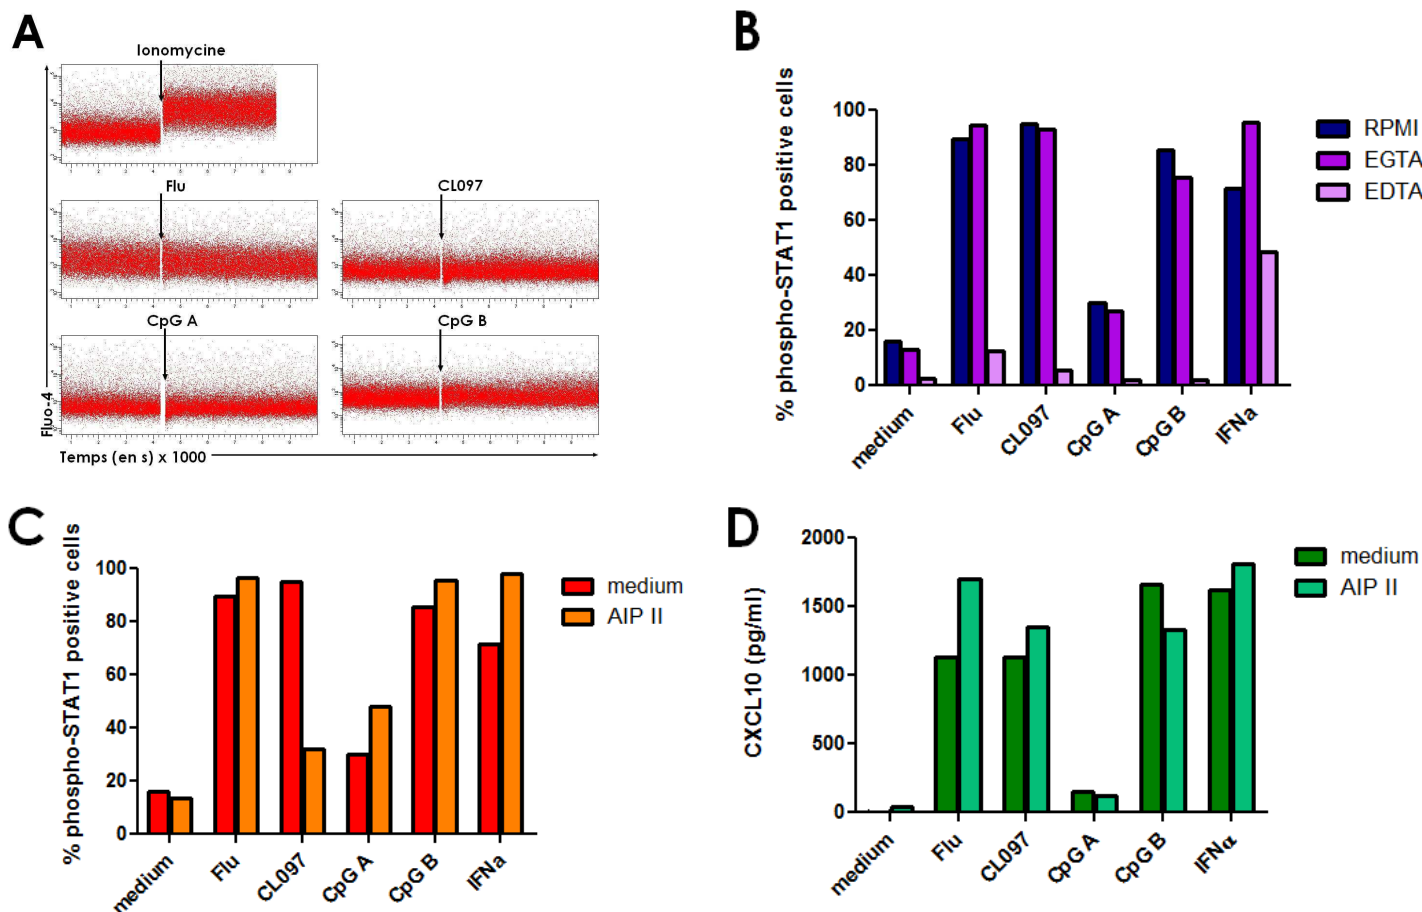 A
Ionomycine
Flu
CL097
CpG A
CpG B
Fluo-4
Temps (en s) x 1000
B
% phospho-STAT1 positive cells
100
80
60
40
20
0
medium
Flu
CL097
CpG A
CpG B
IFNa
RPMI
EGTA
EDTA
C
% phospho-STAT1 positive cells
100
80
60
40
20
0
medium
Flu
CL097
CpG A
CpG B
IFNa
medium
AIP II
D
CXCL10 (pg/ml)
2000
1500
1000
500
0
medium
Flu
CL097
CpG A
CpG B
IFNα
medium
AIP II